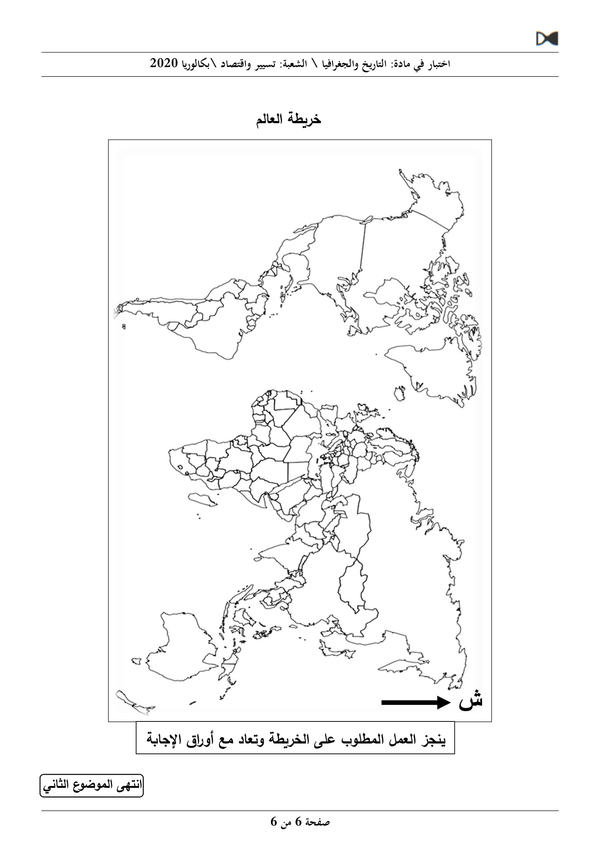 اختبار في مادة: التاريخ والجغرافيا \ الشعبة: تسيير واقتصاد \بكالوريا 2020
خريطة العالم
ش
ينجز العمل المطلوب على الخريطة وتعاد مع أوراق الإجابة
انتهى الموضوع الثاني
صفحة 6 من 6